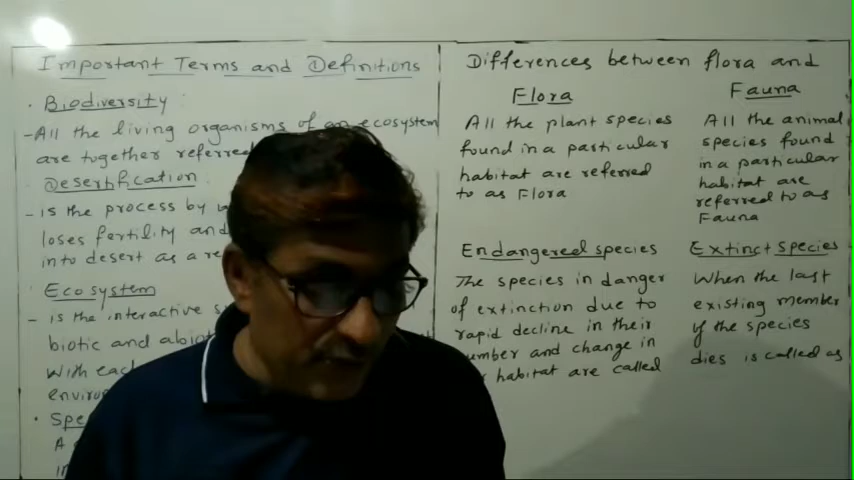 Important Terms and Definitions
• Biodiversity:
- All the living organisms of an ecosystem
are together referred
Desertification
- is the process by
loses fertility and
into desert as a
Ecosystem
- is the interactive
biotic and
with each
•
A
Differences between flora and
Fauna
Flora
All the plant species
found in a particular
habitat are referred
to as Flora
All the animal
species found
in a particular
habitat are
referred to as
Fauna
Endangered species
The species in danger
of extinction due to
rapid decline in their
and change in
habitat are called
Extinct species
When the last
existing member
of the species
dies is called as